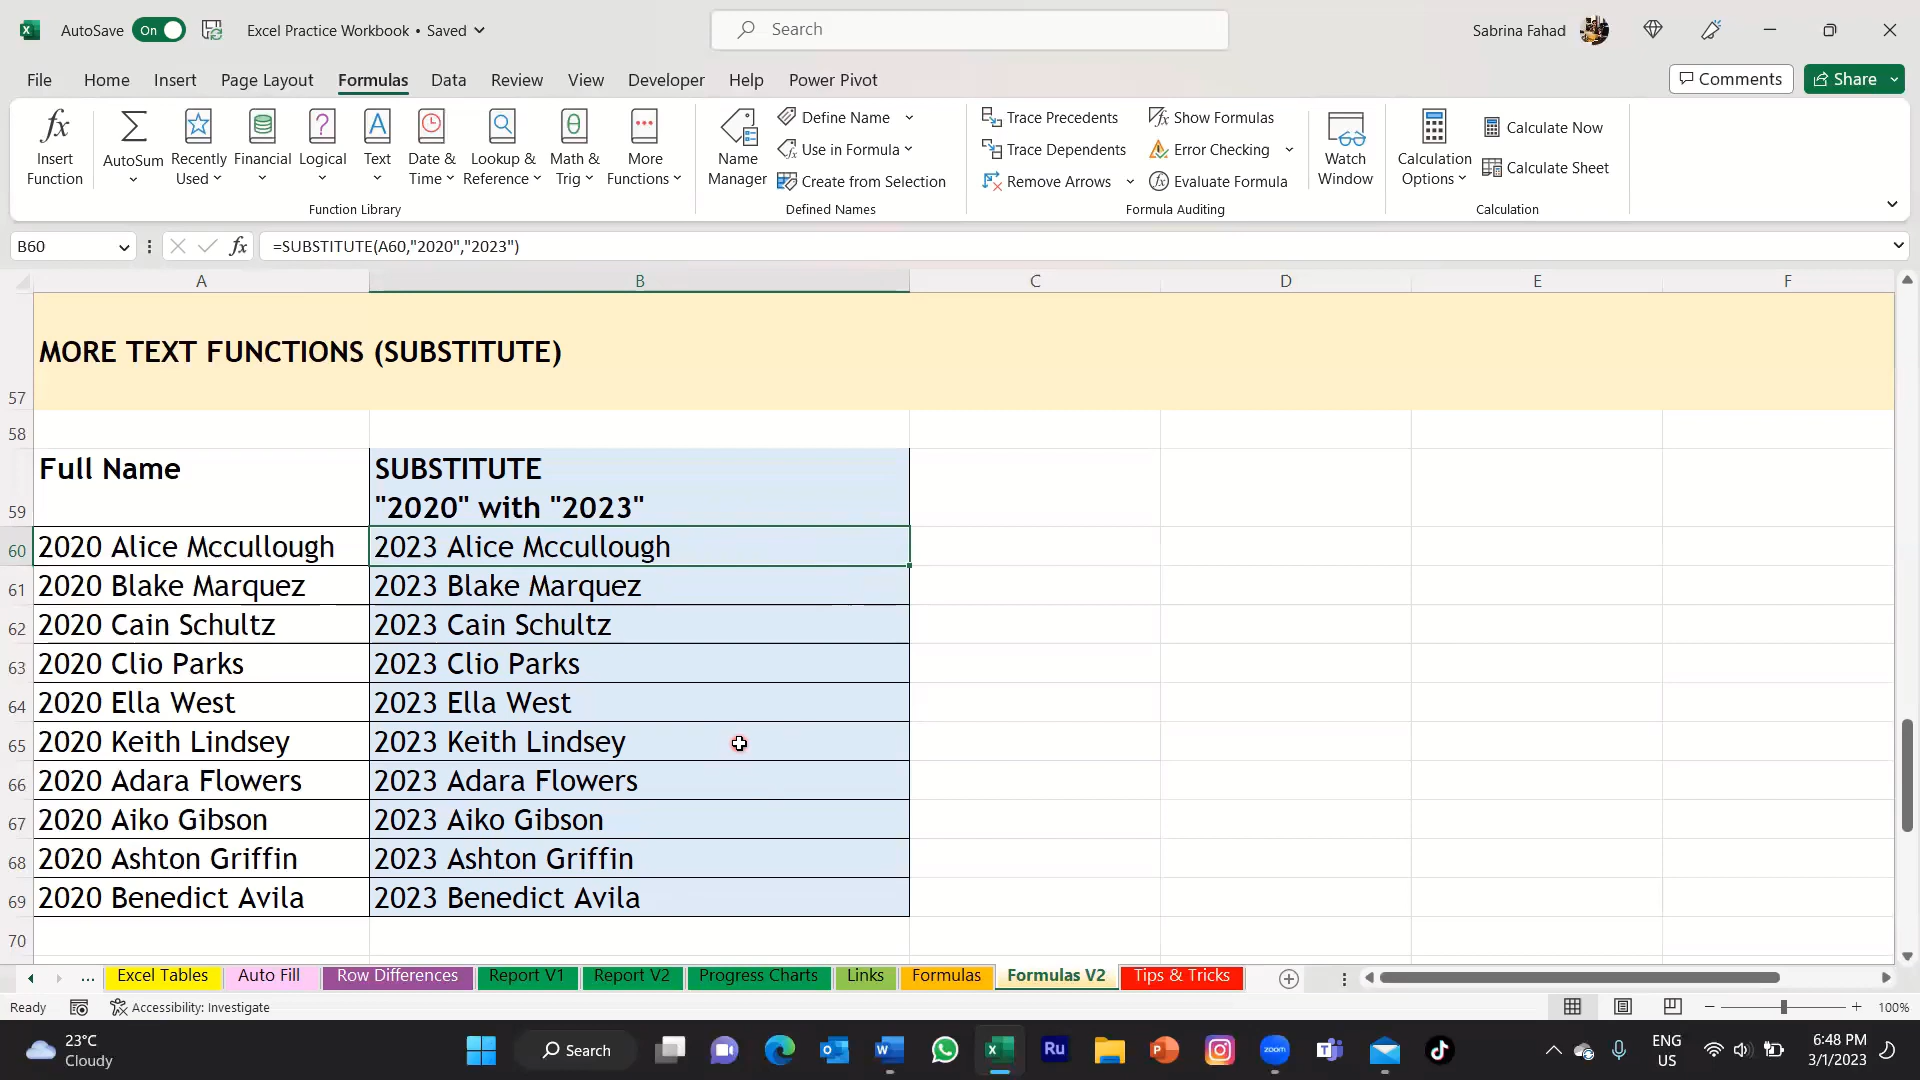 AutoSave On Excel Practice Workbook • Saved Search Sabrina Fahad
File Home Insert Page Layout Formulas Data Review View Developer Help Power Pivot Comments Share
Insert Function AutoSum Recently Used Financial Logical Text Date & Time Lookup & Reference Math & Trig More Functions
Function Library
Name Manager Define Name Use in Formula Create from Selection
Defined Names
Trace Precedents Trace Dependents Remove Arrows Show Formulas Error Checking Evaluate Formula
Formula Auditing
Watch Window
Calculation Options Calculate Now Calculate Sheet
Calculation
B60 fx =SUBSTITUTE(A60,"2020","2023")
A B C D E F
57 MORE TEXT FUNCTIONS (SUBSTITUTE)
58
59 Full Name SUBSTITUTE
"2020" with "2023"
60 2020 Alice Mccullough 2023 Alice Mccullough
61 2020 Blake Marquez 2023 Blake Marquez
62 2020 Cain Schultz 2023 Cain Schultz
63 2020 Clio Parks 2023 Clio Parks
64 2020 Ella West 2023 Ella West
65 2020 Keith Lindsey 2023 Keith Lindsey
66 2020 Adara Flowers 2023 Adara Flowers
67 2020 Aiko Gibson 2023 Aiko Gibson
68 2020 Ashton Griffin 2023 Ashton Griffin
69 2020 Benedict Avila 2023 Benedict Avila
70
... Excel Tables Auto Fill Row Differences Report V1 Report V2 Progress Charts Links Formulas Formulas V2 Tips & Tricks
Ready Accessibility: Investigate 100%
23°C
Cloudy
Search
Ru
zoom
ENG
US
6:48 PM
3/1/2023